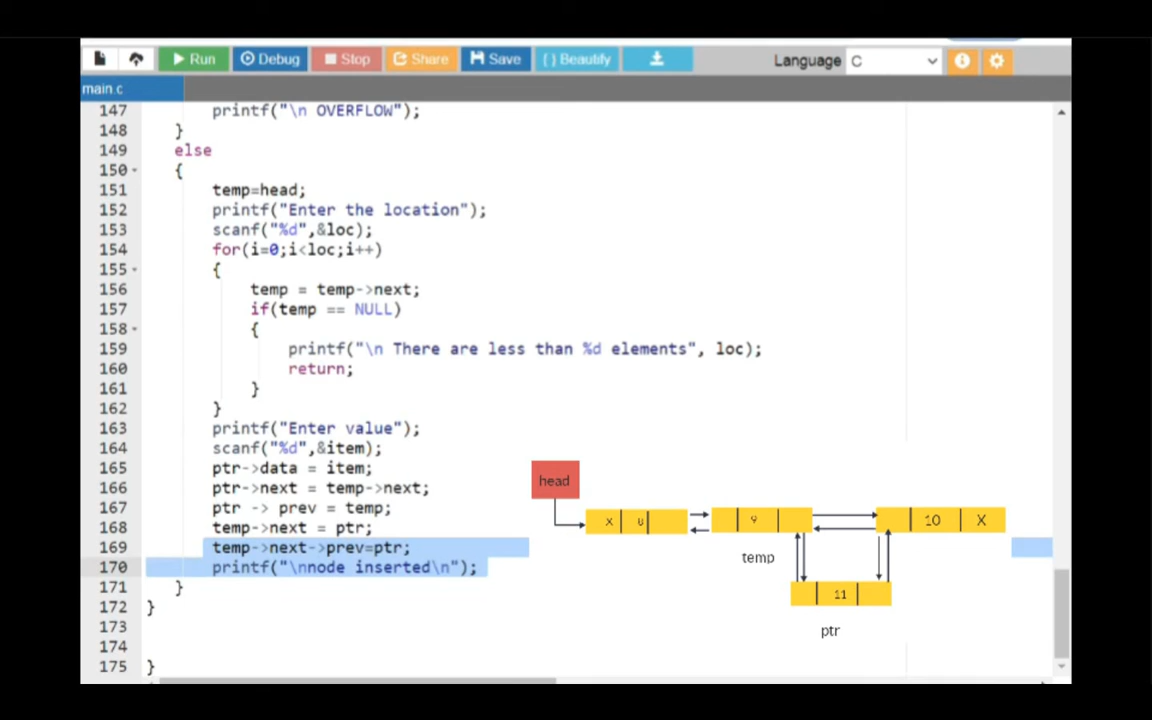 Run Debug Stop Share Save { } Beautify Language C
main.c
147 printf("\n OVERFLOW");
148 }
149 else
150 {
151 temp=head;
152 printf("Enter the location");
153 scanf("%d",&loc);
154 for(i=0;i<loc;i++)
155 {
156 temp = temp->next;
157 if(temp == NULL)
158 {
159 printf("\n There are less than %d elements", loc);
160 return;
161 }
162 }
163 printf("Enter value");
164 scanf("%d",&item);
165 ptr->data = item;
166 ptr->next = temp->next;
167 ptr -> prev = temp;
168 temp->next = ptr;
169 temp->next->prev=ptr;
170 printf("\nnode inserted\n");
171 }
172 }
173
174
175 }
head
X 8 9 10 X
temp
11
ptr